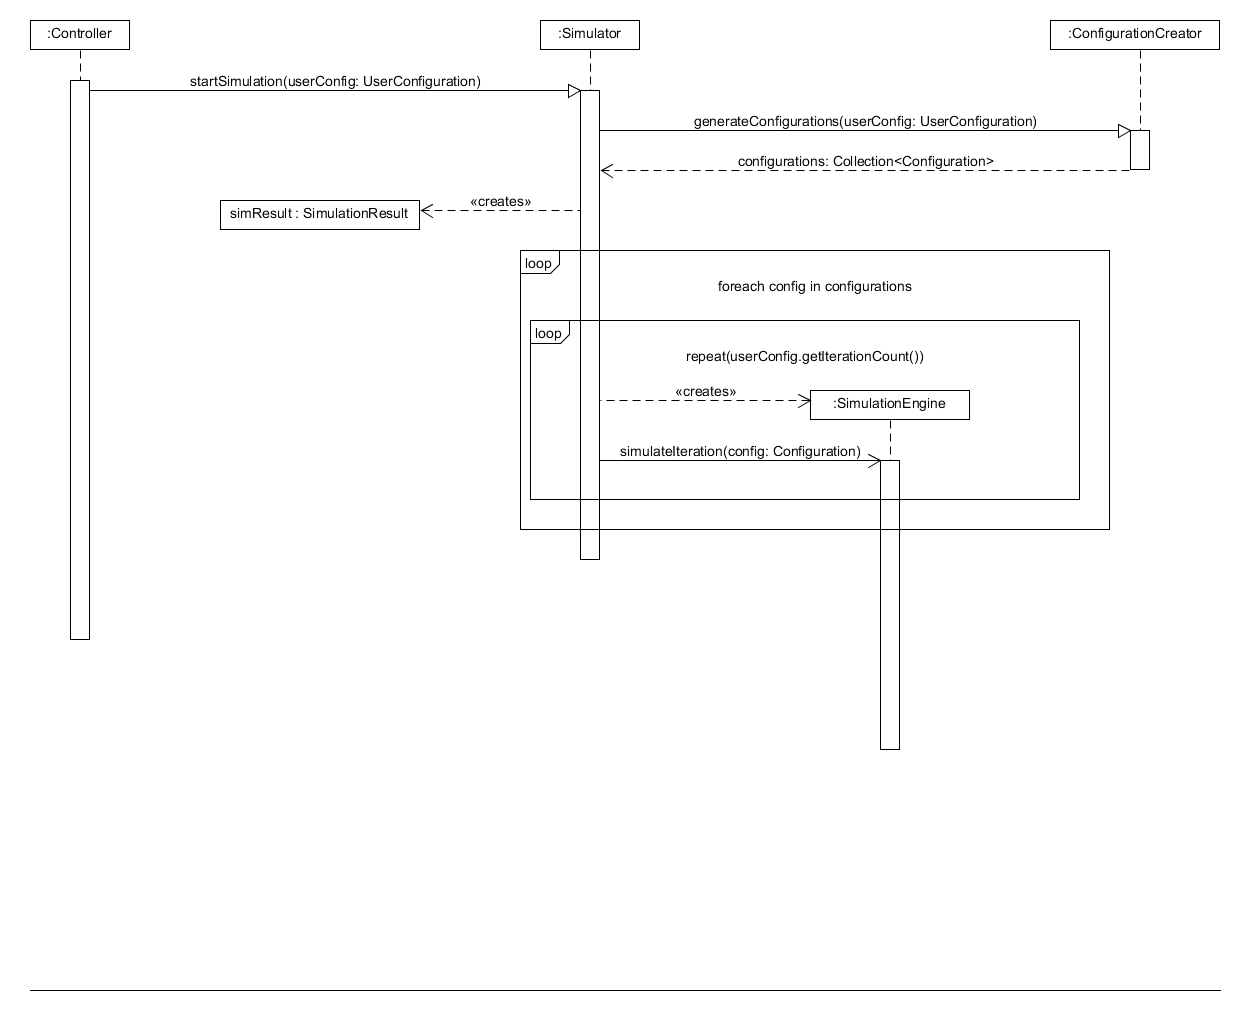 :Controller
:Simulator
:ConfigurationCreator
startSimulation(userConfig: UserConfiguration)
generateConfigurations(userConfig: UserConfiguration)
configurations: Collection<Configuration>
«creates»
simResult : SimulationResult
loop
foreach config in configurations
loop
repeat(userConfig.getIterationCount())
«creates»
:SimulationEngine
simulateIteration(config: Configuration)